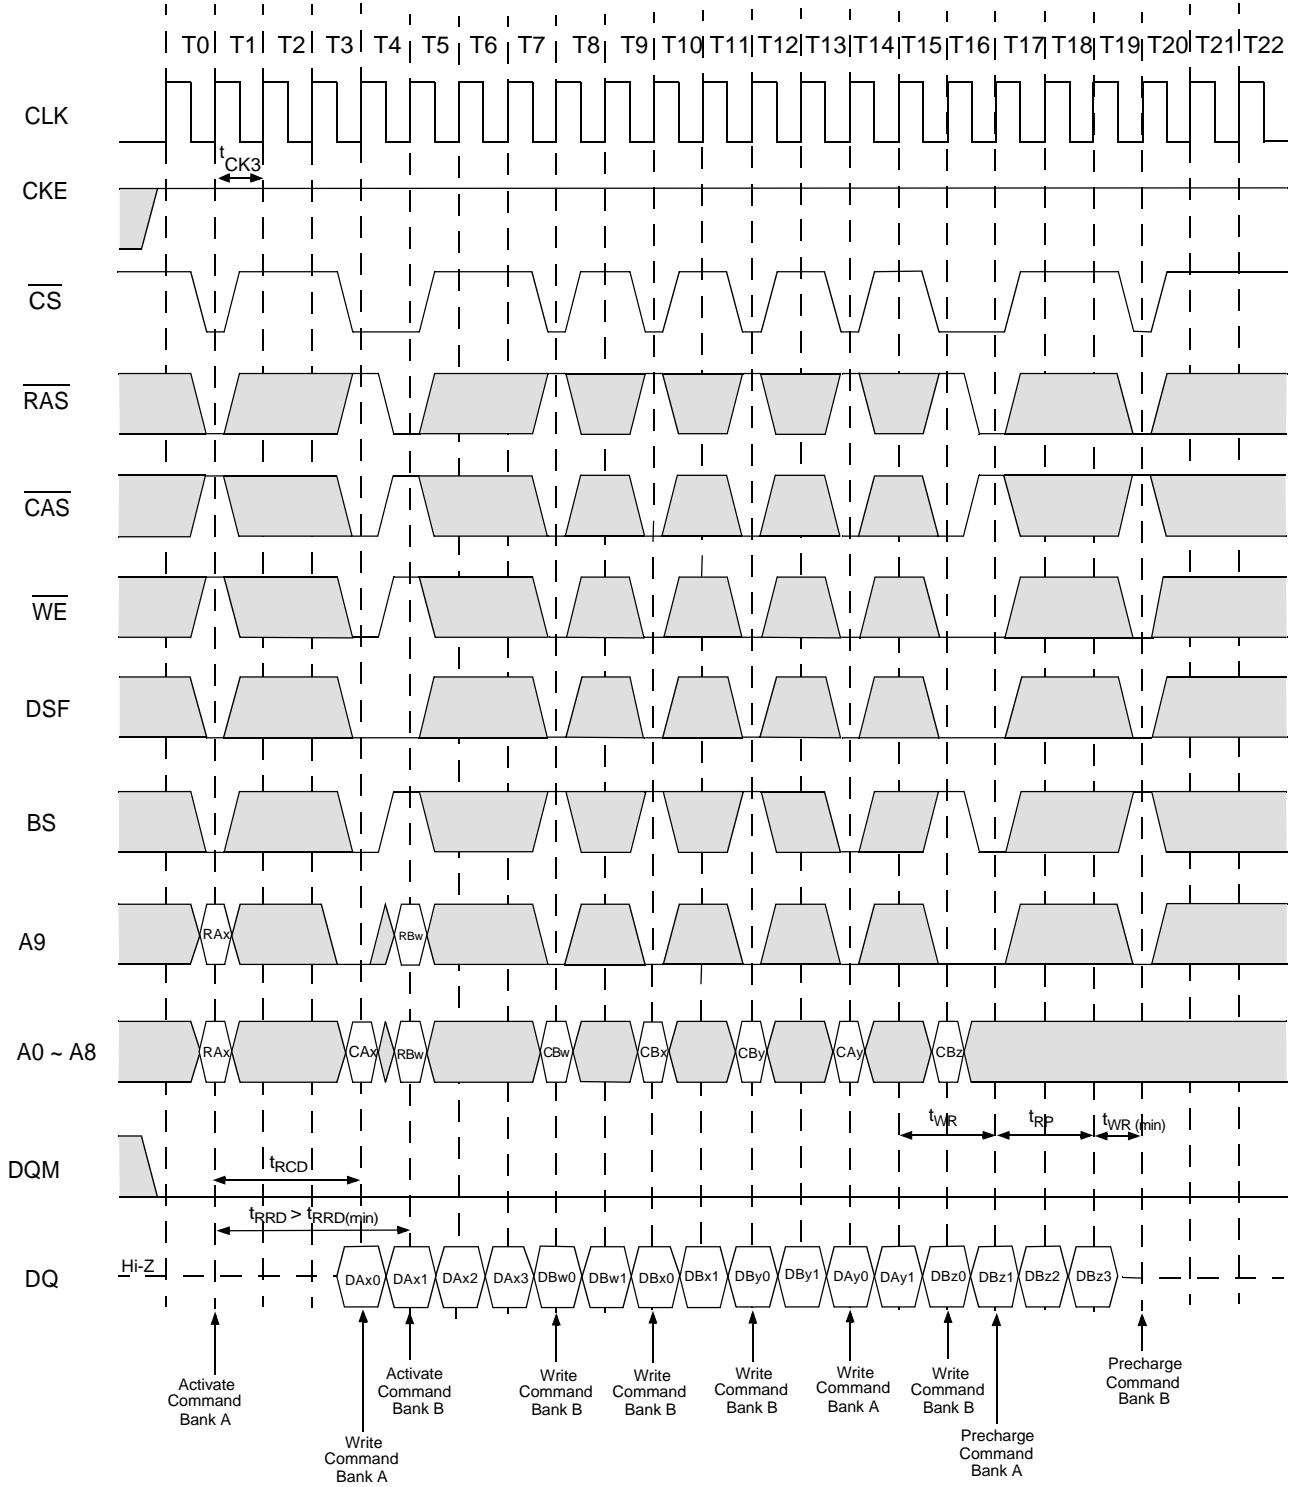 T0 T1 T2 T3 T4 T5 T6 T7 T8 T9 T10 T11 T12 T13 T14 T15 T16 T17 T18 T19 T20 T21 T22
CLK
tCK3
CKE
CS
RAS
CAS
WE
DSF
BS
A9
RAx RBw
A0 ~ A8
RAx CAx RBw CBw CBx CBy CAy CBz
tWR tRP tWR (min)
DQM
tRCD
tRRD > tRRD(min)
DQ
Hi-Z
DAx0 DAx1 DAx2 DAx3 DBw0 DBw1 DBx0 DBx1 DBy0 DBy1 DAy0 DAy1 DBz0 DBz1 DBz2 DBz3
Activate
Command
Bank A
Write
Command
Bank A
Activate
Command
Bank B
Write
Command
Bank B
Write
Command
Bank B
Write
Command
Bank B
Write
Command
Bank A
Write
Command
Bank B
Precharge
Command
Bank A
Precharge
Command
Bank B